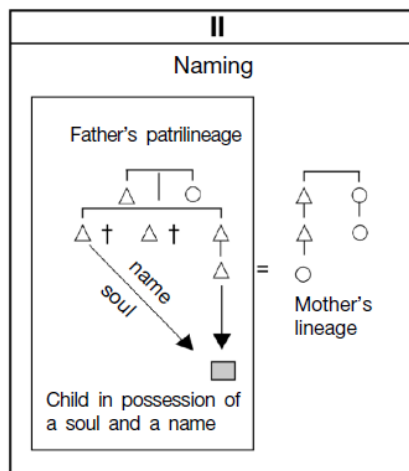 II
Naming
Father's patrilineage
† †
name
soul
=
Mother's
lineage
Child in possession of
a soul and a name